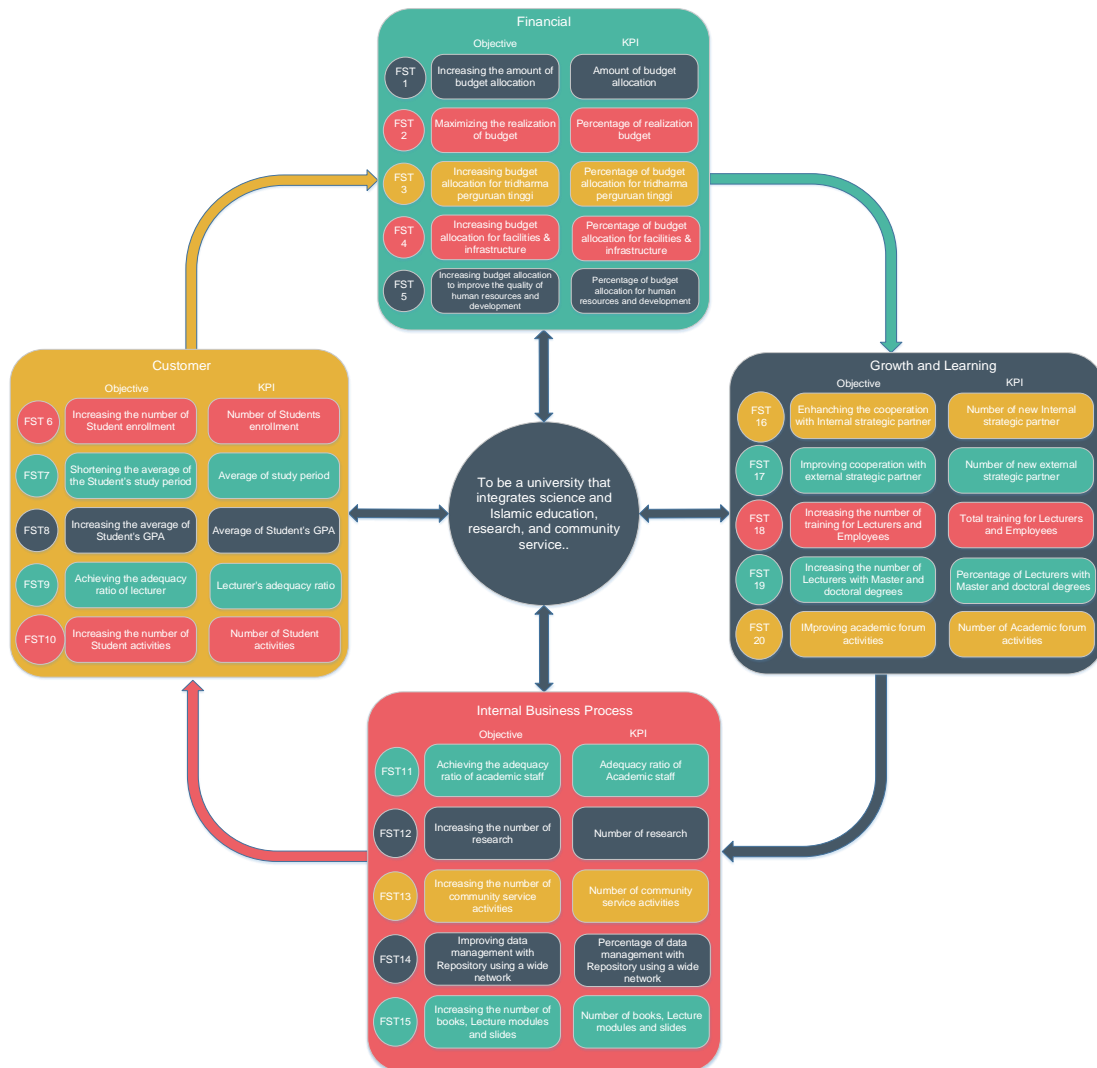 Financial
Objective
KPI
FST
1
Increasing the amount of
budget allocation
Amount of budget
allocation
FST
2
Maximizing the realization
of budget
Percentage of realization
budget
FST
3
Increasing budget
allocation for tridharma
perguruan tinggi
Percentage of budget
allocation for tridharma
perguruan tinggi
FST
4
Increasing budget
allocation for facilities &
infrastructure
Percentage of budget
allocation for facilities &
infrastructure
FST
5
Increasing budget allocation
to improve the quality of
human resources and
development
Percentage of budget
allocation for human
resources and development
Customer
Objective
KPI
FST 6
Increasing the number of
Student enrollment
Number of Students
enrollment
FST7
Shortening the average of
the Student's study period
Average of study period
FST8
Increasing the average of
Student's GPA
Average of Student's GPA
FST9
Achieving the adequacy
ratio of lecturer
Lecturer's adequacy ratio
FST10
Increasing the number of
Student activities
Number of Student
activities
To be a university that
integrates science and
Islamic education,
research, and community
service..
Growth and Learning
Objective
KPI
FST
16
Enhanching the cooperation
with Internal strategic partner
Number of new Internal
strategic partner
FST
17
Improving cooperation with
external strategic partner
Number of new external
strategic partner
FST
18
Increasing the number of
training for Lecturers and
Employees
Total training for Lecturers
and Employees
FST
19
Increasing the number of
Lecturers with Master and
doctoral degrees
Percentage of Lecturers with
Master and doctoral degrees
FST
20
IMproving academic forum
activities
Number of Academic forum
activities
Internal Business Process
Objective
KPI
FST11
Achieving the adequacy
ratio of academic staff
Adequacy ratio of
Academic staff
FST12
Increasing the number of
research
Number of research
FST13
Increasing the number of
community service
activities
Number of community
service activities
FST14
Improving data
management with
Repository using a wide
network
Percentage of data
management with
Repository using a wide
network
FST15
Increasing the number of
books, Lecture modules
and slides
Number of books, Lecture
modules and slides